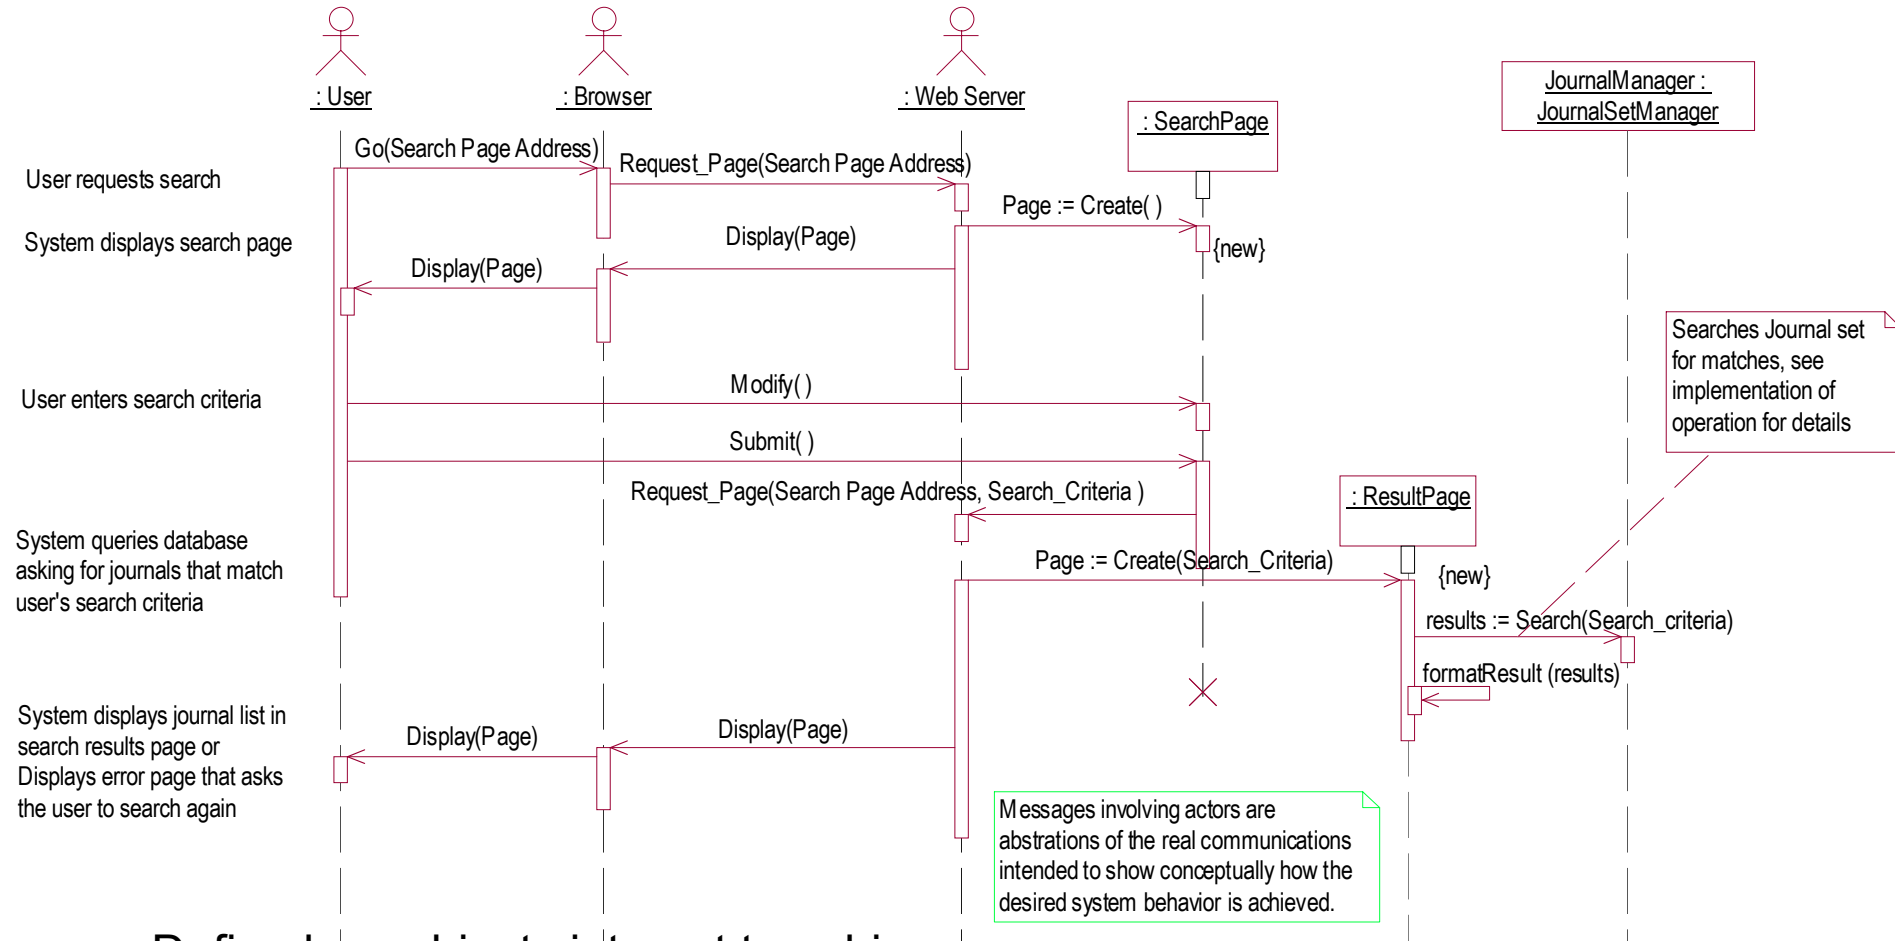 : User
: Browser
: Web Server
: SearchPage
JournalManager :
JournalSetManager
Go(Search Page Address)
Request_Page(Search Page Address)
User requests search
Page := Create( )
System displays search page
Display(Page)
{new}
Display(Page)
Searches Journal set
for matches, see
implementation of
operation for details
Modify( )
User enters search criteria
Submit( )
Request_Page(Search Page Address, Search_Criteria )
: ResultPage
System queries database
asking for journals that match
user's search criteria
Page := Create(Search_Criteria)
{new}
results := Search(Search_criteria)
formatResult (results)
System displays journal list in
search results page or
Displays error page that asks
the user to search again
Display(Page)
Display(Page)
Messages involving actors are
abstrations of the real communications
intended to show conceptually how the
desired system behavior is achieved.